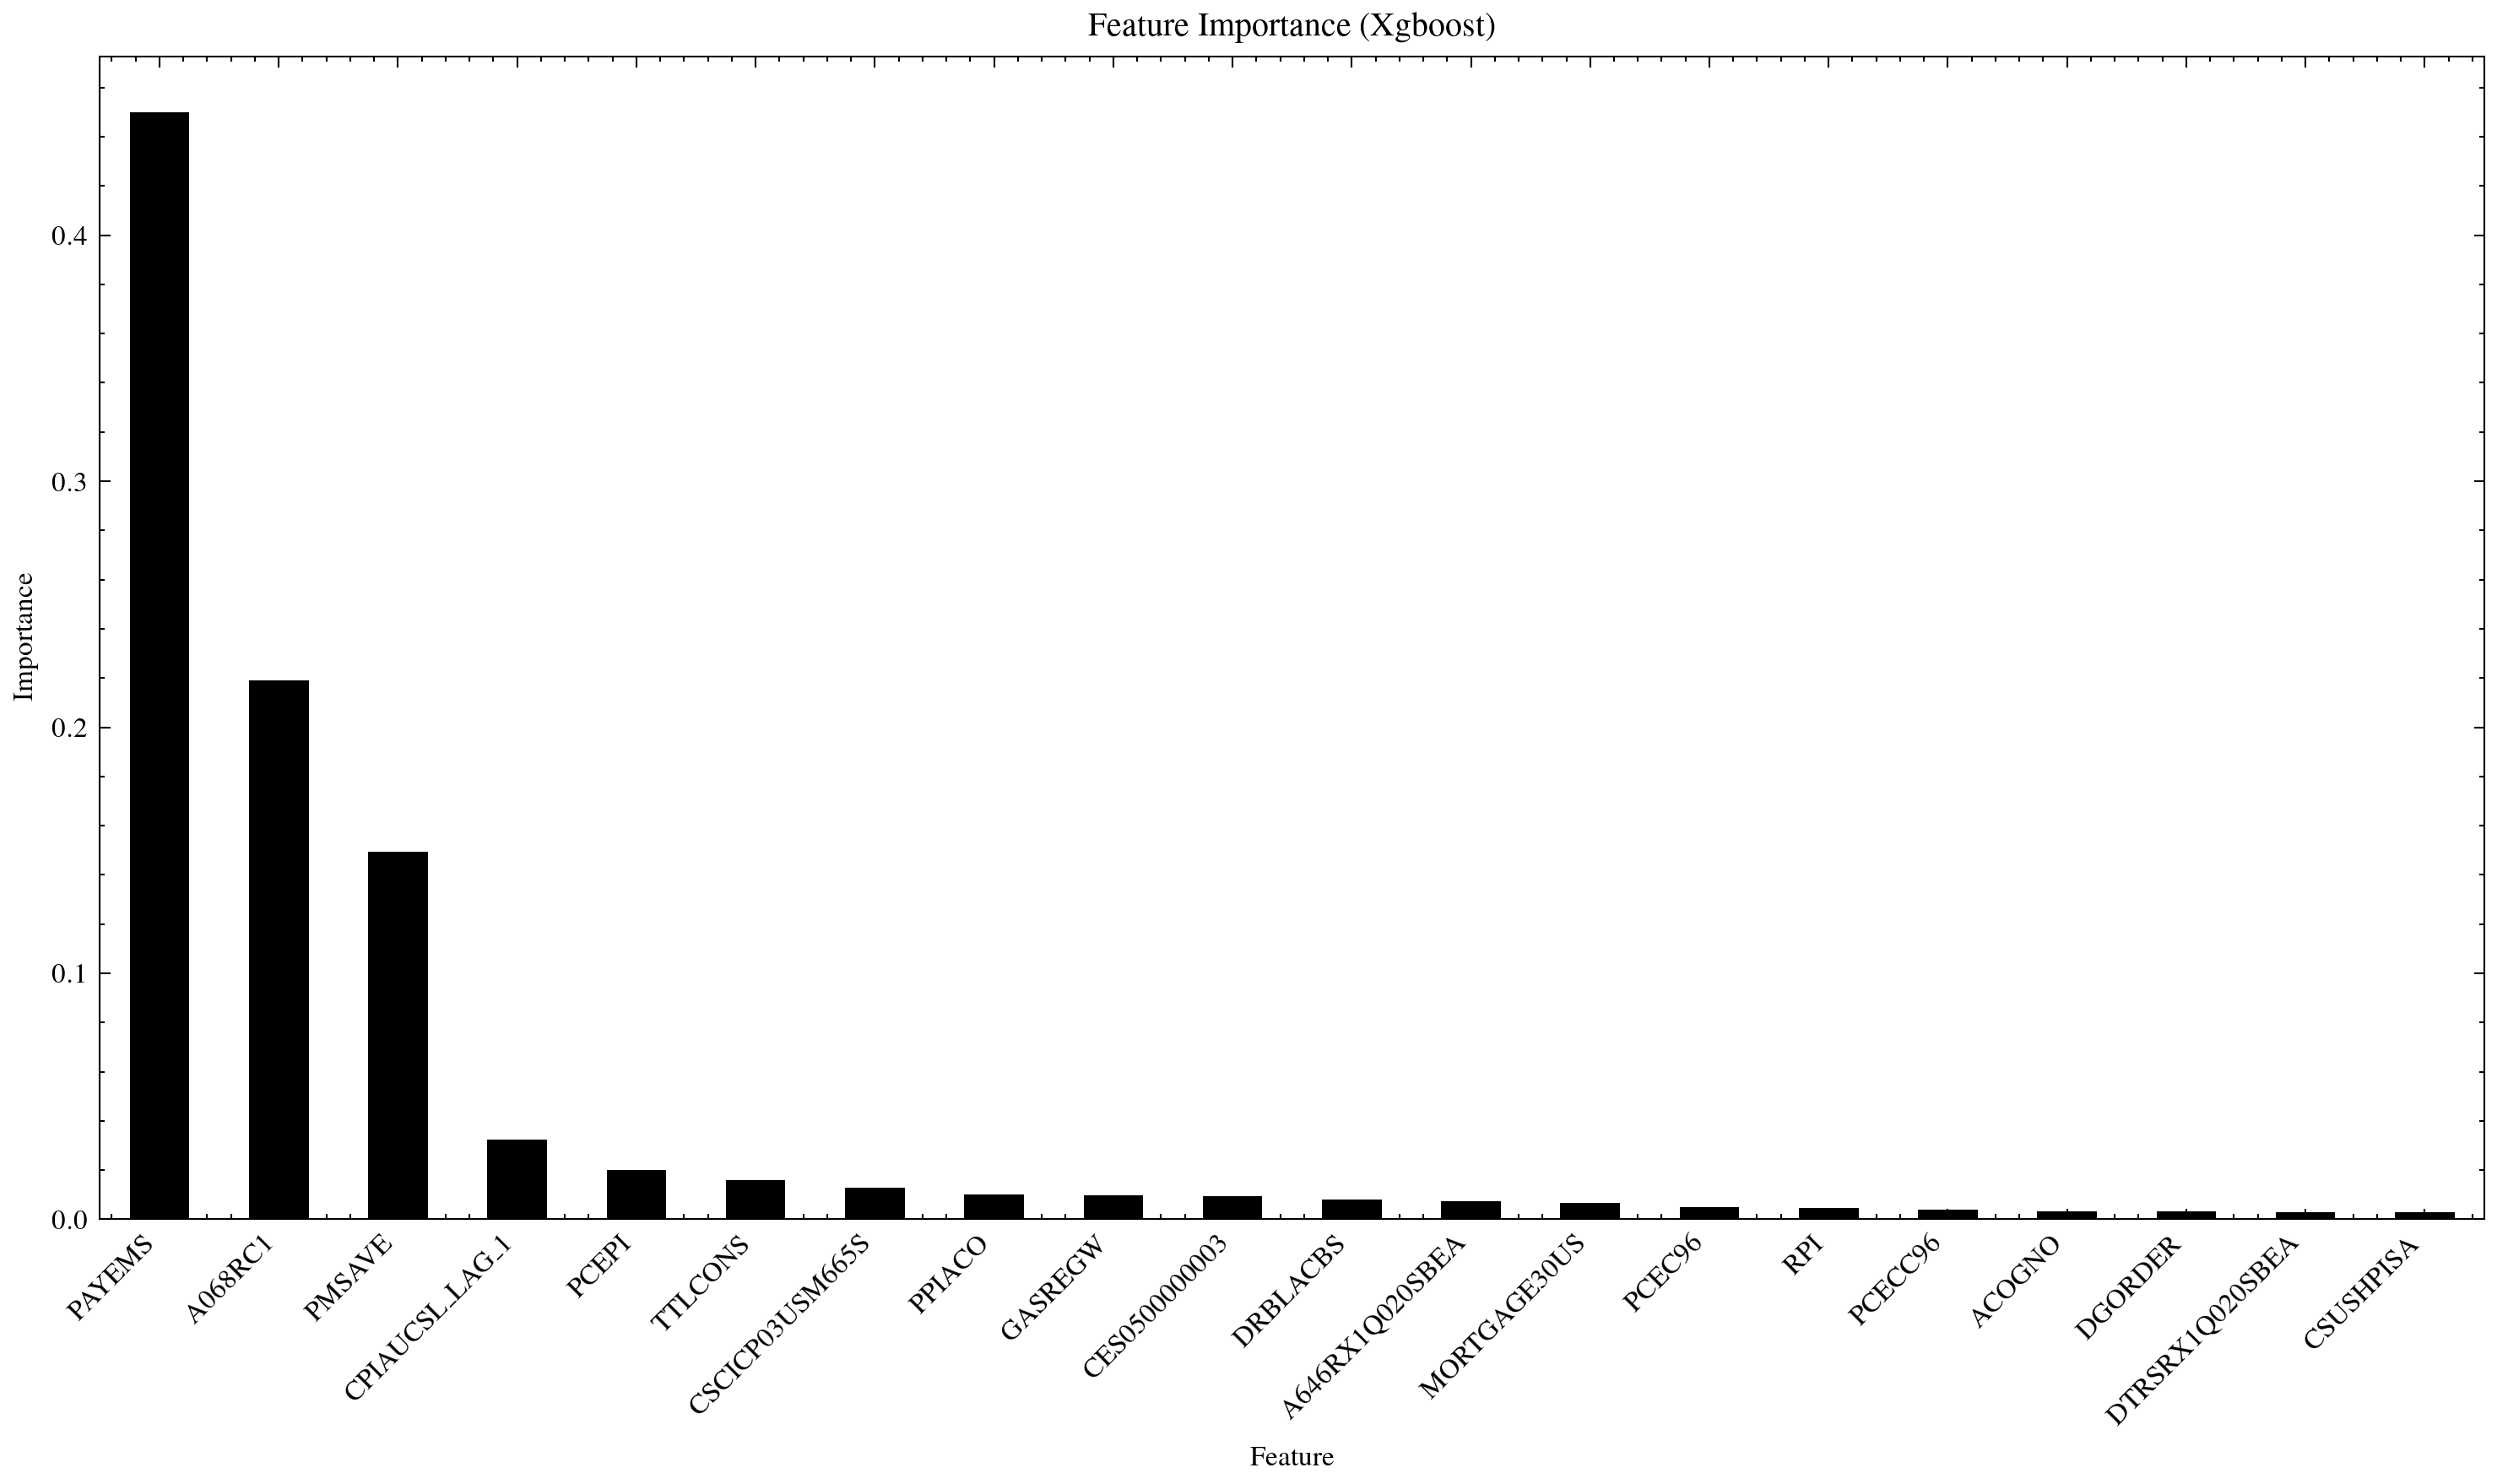 Feature Importance (Xgboost)
Importance
0.4
0.3
0.2
0.1
0.0
PAYEMS
A068RC1
PMSAVE
CPIAUCSL_LAG_1
PCEPI
TTLCONS
CSCICP03USM665S
PPIACO
GASREGW
CES0500000003
DRBLACBS
A646RX1Q020SBEA
MORTGAGE30US
PCEC96
RPI
PCECC96
ACOGNO
DGORDER
DTRSRX1Q020SBEA
CSUSHPISA
Feature